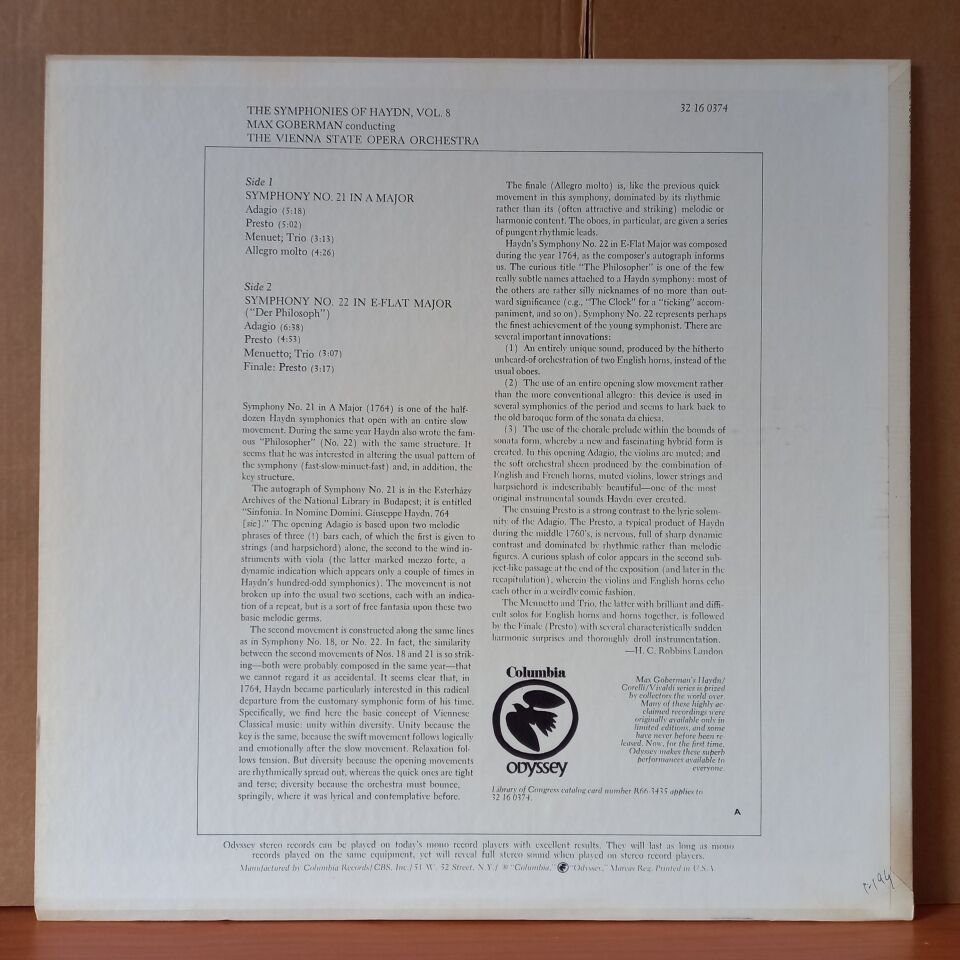 THE SYMPHONIES OF HAYDN, VOL. 8
MAX GOBERMAN conducting
THE VIENNA STATE OPERA ORCHESTRA
32 16 0374
Side 1
SYMPHONY NO. 21 IN A MAJOR
Adagio (5:18)
Presto (5:02)
Menuet; Trio (3:13)
Allegro molto (4:26)
Side 2
SYMPHONY NO. 22 IN E-FLAT MAJOR
("Der Philosoph")
Adagio (6:38)
Presto (4:53)
Menuetto; Trio (3:07)
Finale: Presto (3:17)
Symphony No. 21 in A Major (1764) is one of the half-
dozen Haydn symphonies that open with an entire slow
movement. During the same year Haydn also wrote the fam-
ous "Philosopher" (No. 22) with the same structure. It
seems that he was interested in altering the usual pattern of
the symphony (fast-slow-minuet-fast) and, in addition, the
key structure.
The autograph of Symphony No. 21 is in the Esterházy
Archives of the National Library in Budapest; it is entitled
"Sinfonia. In Nomine Domini. Giuseppe Haydn. 764
[sic]." The opening Adagio is based upon two melodic
phrases of three (!) bars each, of which the first is given to
strings (and harpsichord) alone, the second to the wind in-
struments with viola (the latter marked mezzo forte, a
dynamic indication which appears only a couple of times in
Haydn's hundred-odd symphonies). The movement is not
broken up into the usual two sections, each with an indica-
tion of a repeat, but is a sort of free fantasia upon these two
basic melodic germs.
The second movement is constructed along the same lines
as in Symphony No. 18, or No. 22. In fact, the similarity
between the second movements of Nos. 18 and 21 is so strik-
ing—both were probably composed in the same year—that
we cannot regard it as accidental. It seems clear that, in
1764, Haydn became particularly interested in this radical
departure from the customary symphonic form of his time.
Specifically, we find here the basic concept of Viennese
Classical music: unity within diversity. Unity because the
key is the same, because the swift movement follows logically
and emotionally after the slow movement. Relaxation fol-
lows tension. But diversity because the opening movements
are rhythmically spread out, whereas the quick ones are tight
and terse; diversity because the orchestra must bounce,
springily, where it was lyrical and contemplative before.
The finale (Allegro molto) is, like the previous quick
movement in this symphony, dominated by its rhythmic
rather than its (often attractive and striking) melodic or
harmonic content. The oboes, in particular, are given a series
of pungent rhythmic leads.
Haydn's Symphony No. 22 in E-Flat Major was composed
during the year 1764, as the composer's autograph informs
us. The curious title "The Philosopher" is one of the few
really subtle names attached to a Haydn symphony: most of
the others are rather silly nicknames of no more than out-
ward significance (e.g., "The Clock" for a "ticking" accom-
paniment, and so on). Symphony No. 22 represents perhaps
the finest achievement of the young symphonist. There are
several important innovations:
(1) An entirely unique sound, produced by the hitherto
unheard-of orchestration of two English horns, instead of the
usual oboes.
(2) The use of an entire opening slow movement rather
than the more conventional allegro: this device is used in
several symphonies of the period and seems to hark back to
the old baroque form of the sonata da chiesa.
(3) The use of the chorale prelude within the bounds of
sonata form, whereby a new and fascinating hybrid form is
created. In this opening Adagio, the violins are muted; and
the soft orchestral sheen produced by the combination of
English and French horns, muted violins, lower strings and
harpsichord is indescribably beautiful—one of the most
original instrumental sounds Haydn ever created.
The ensuing Presto is a strong contrast to the lyric solem-
nity of the Adagio. The Presto, a typical product of Haydn
during the middle 1760's, is nervous, full of sharp dynamic
contrast and dominated by rhythmic rather than melodic
figures. A curious splash of color appears in the second sub-
ject-like passage at the end of the exposition (and later in the
recapitulation), wherein the violins and English horns echo
each other in a weirdly comic fashion.
The Menuetto and Trio, the latter with brilliant and diffi-
cult solos for English horns and horns together, is followed
by the Finale (Presto) with several characteristically sudden
harmonic surprises and thoroughly droll instrumentation.
—H. C. Robbins Landon
Columbia
ODYSSEY
Max Goberman's Haydn/
Corelli/Vivaldi series is prized
by collectors the world over.
Many of these highly ac-
claimed recordings were
originally available only in
limited editions, and some
have never before been re-
leased. Now, for the first time,
Odyssey makes these superb
performances available to
everyone.
Library of Congress catalog card number R66-3435 applies to
32 16 0374.
A
Odyssey stereo records can be played on today's mono record players with excellent results. They will last as long as mono
records played on the same equipment, yet will reveal full stereo sound when played on stereo record players.
Manufactured by Columbia Records/CBS, Inc./51 W. 52 Street, N.Y./ ® "Columbia," "Odyssey," Marcas Reg. Printed in U.S.A.